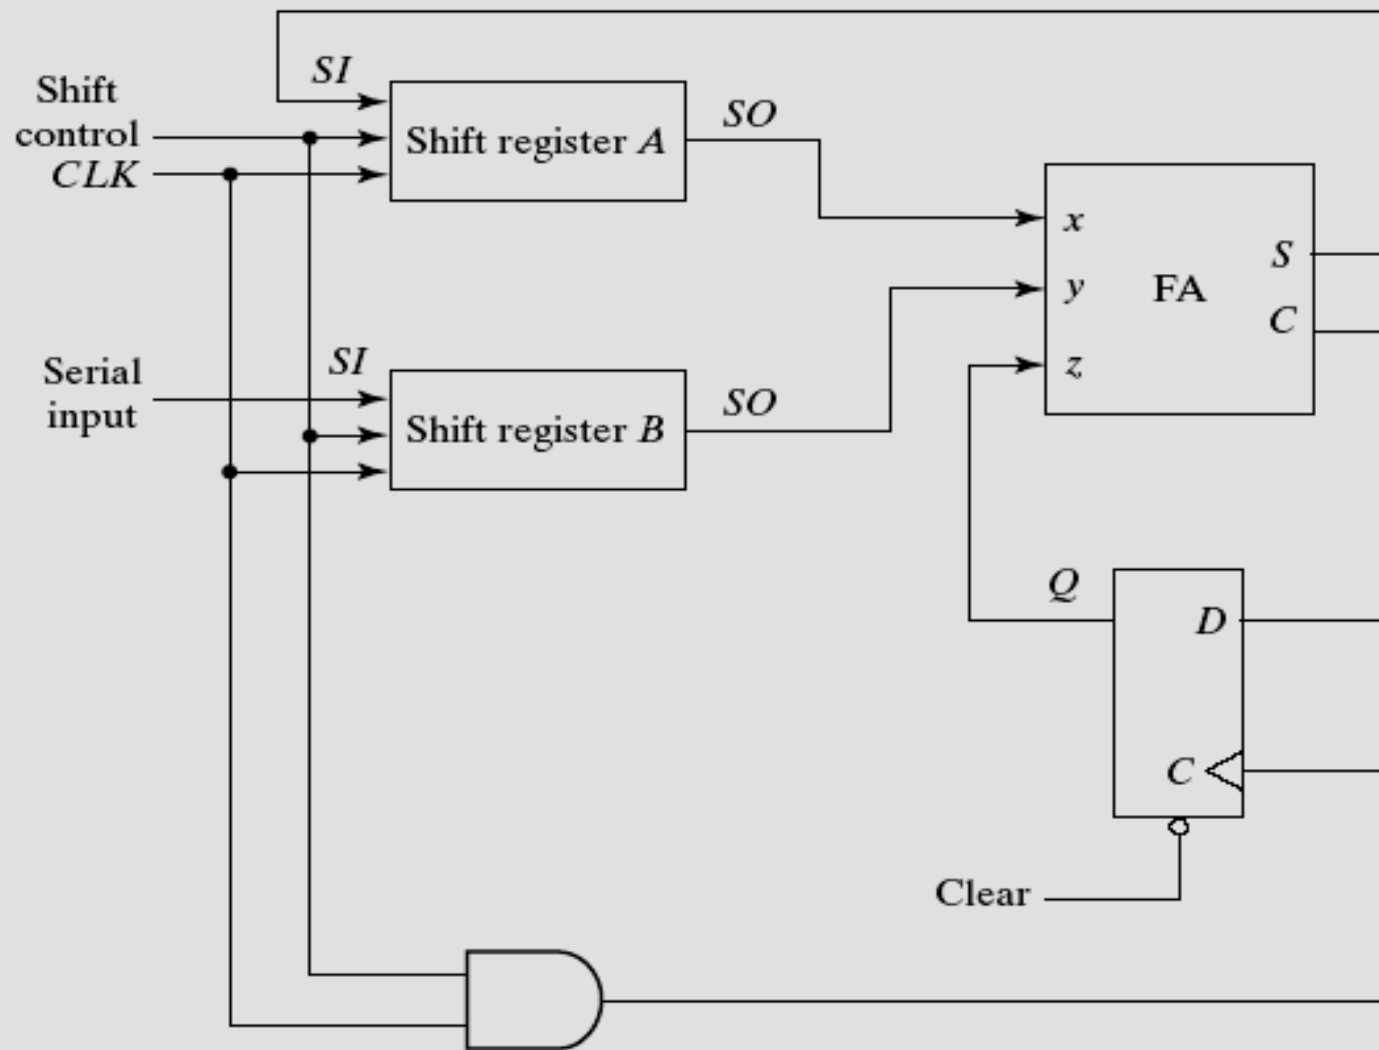 SI
Shift
control
CLK
Shift register A
SO
x
y
z
FA
S
C
Serial
input
SI
Shift register B
SO
Q
D
C
Clear